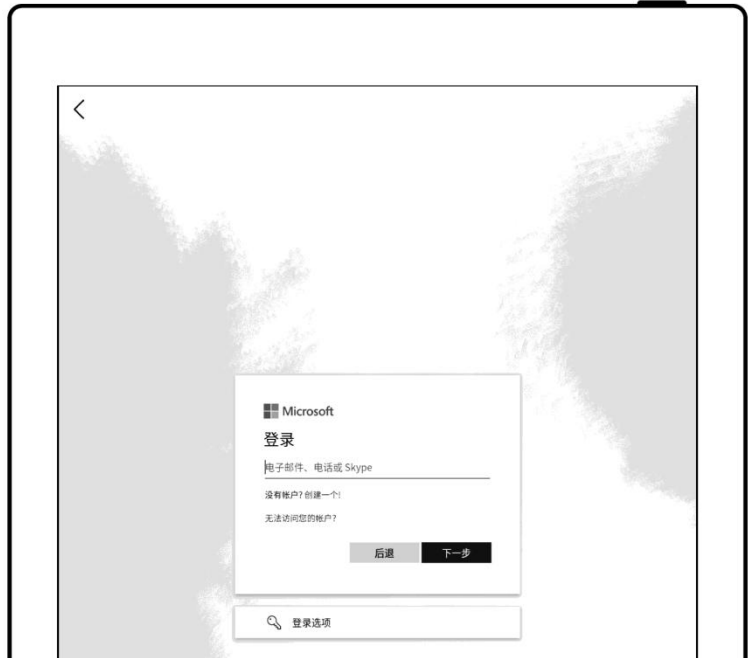 Microsoft
登录
电子邮件、电话或 Skype
没有帐户? 创建一个!
无法访问您的帐户?
后退 下一步
登录选项